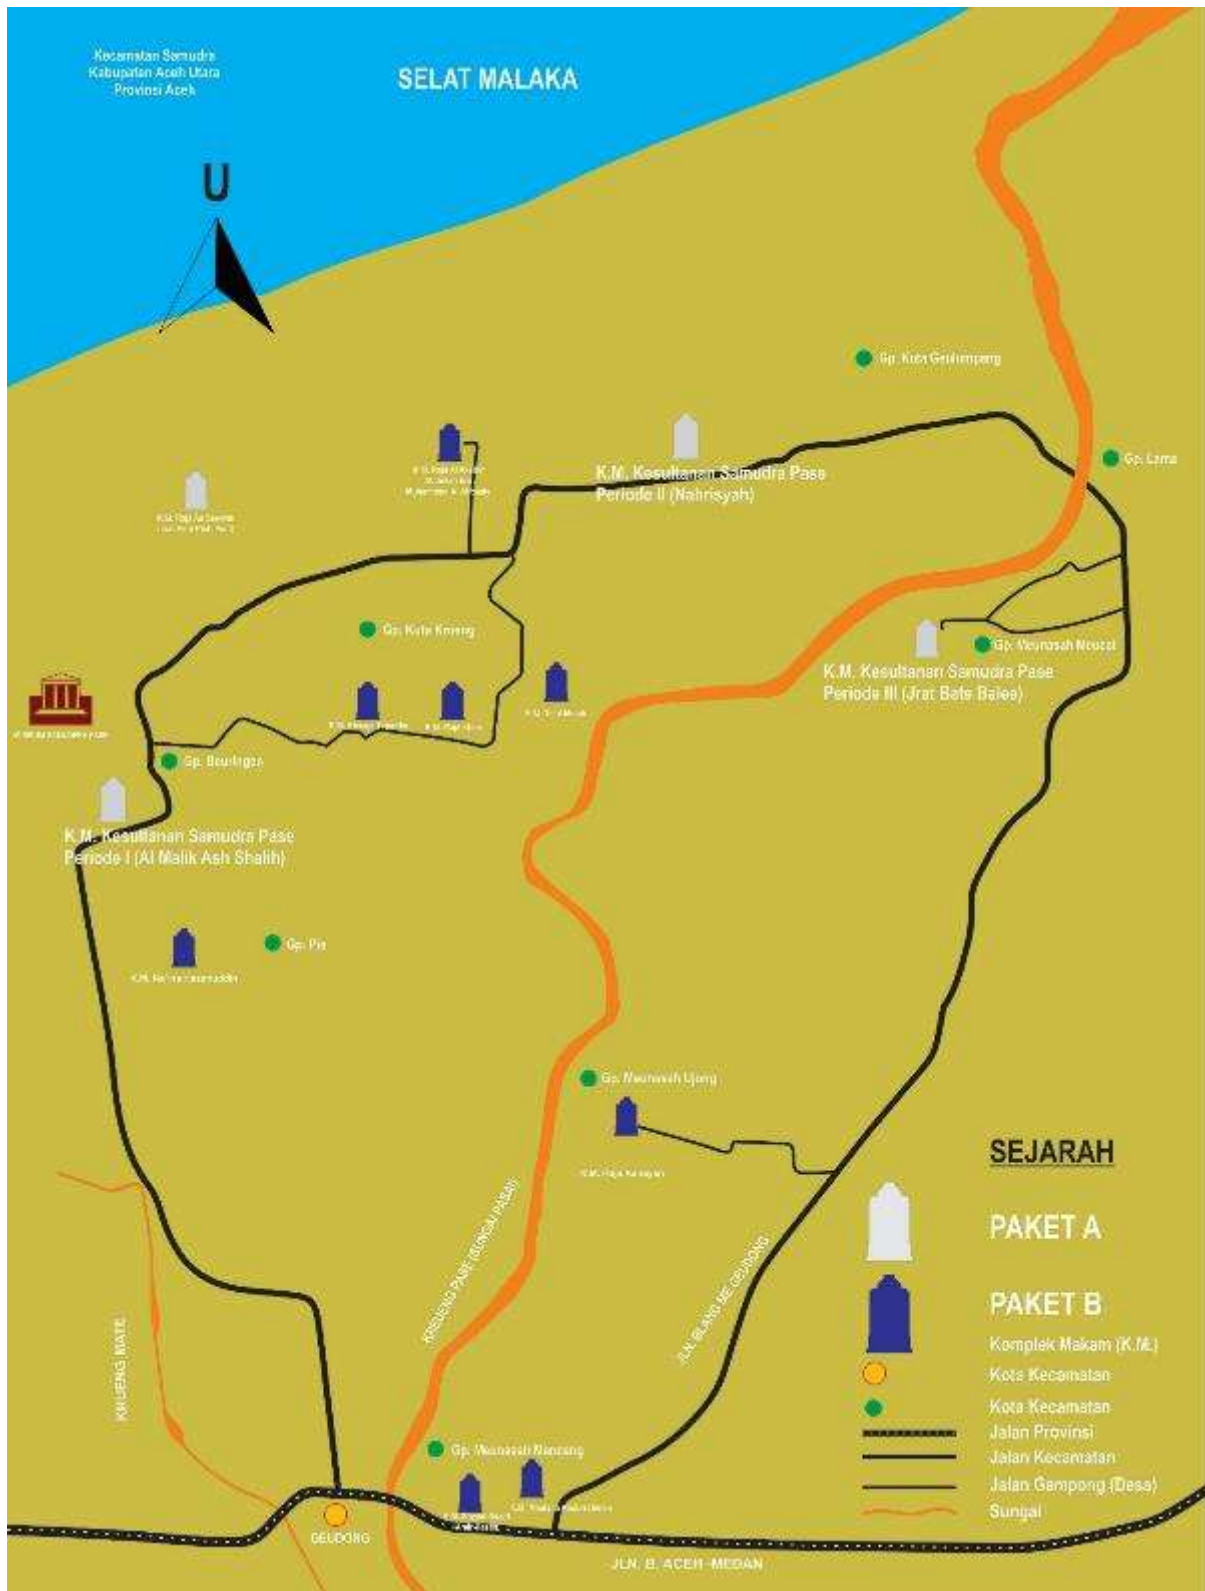 Kecamatan Samudra
Kabupatan Aceh Utara
Provinsi Aceh
SELAT MALAKA
U
Gp. Kuta Geulumpang
Gp. Lama
K.M. Kesultanan Samudra Pase
Periode II (Nahrisyah)
Gp. Kuta Krueng
Gp. Meunasah Meucat
K.M. Kesultanan Samudra Pase
Periode III (Jrat Bate Balee)
Gp. Beuringen
K.M. Kesultanan Samudra Pase
Periode I (Al Malik Ash Shalih)
Gp. Pie
Gp. Meunasah Ujong
KREUENG PASE (SUNGAI PASAI)
JLN. BLANG ME GEUDONG
KRUENG MATE
Gp. Meunasah Mancang
GEUDONG
JLN. B. ACEH -MEDAN
SEJARAH
PAKET A
PAKET B
Komplek Makam (K.M.)
Kota Kecamatan
Kota Kecamatan
Jalan Provinsi
Jalan Kecamatan
Jalan Gampong (Desa)
Sungai